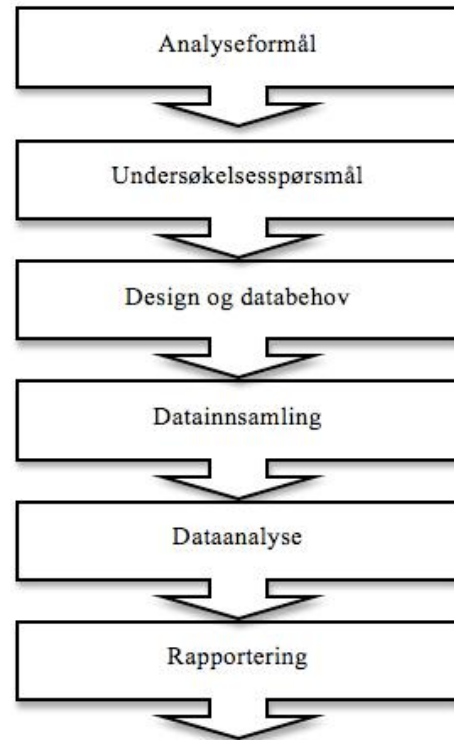 Analyseformål
Undersøkelsesspørsmål
Design og databehov
Datainnsamling
Dataanalyse
Rapportering